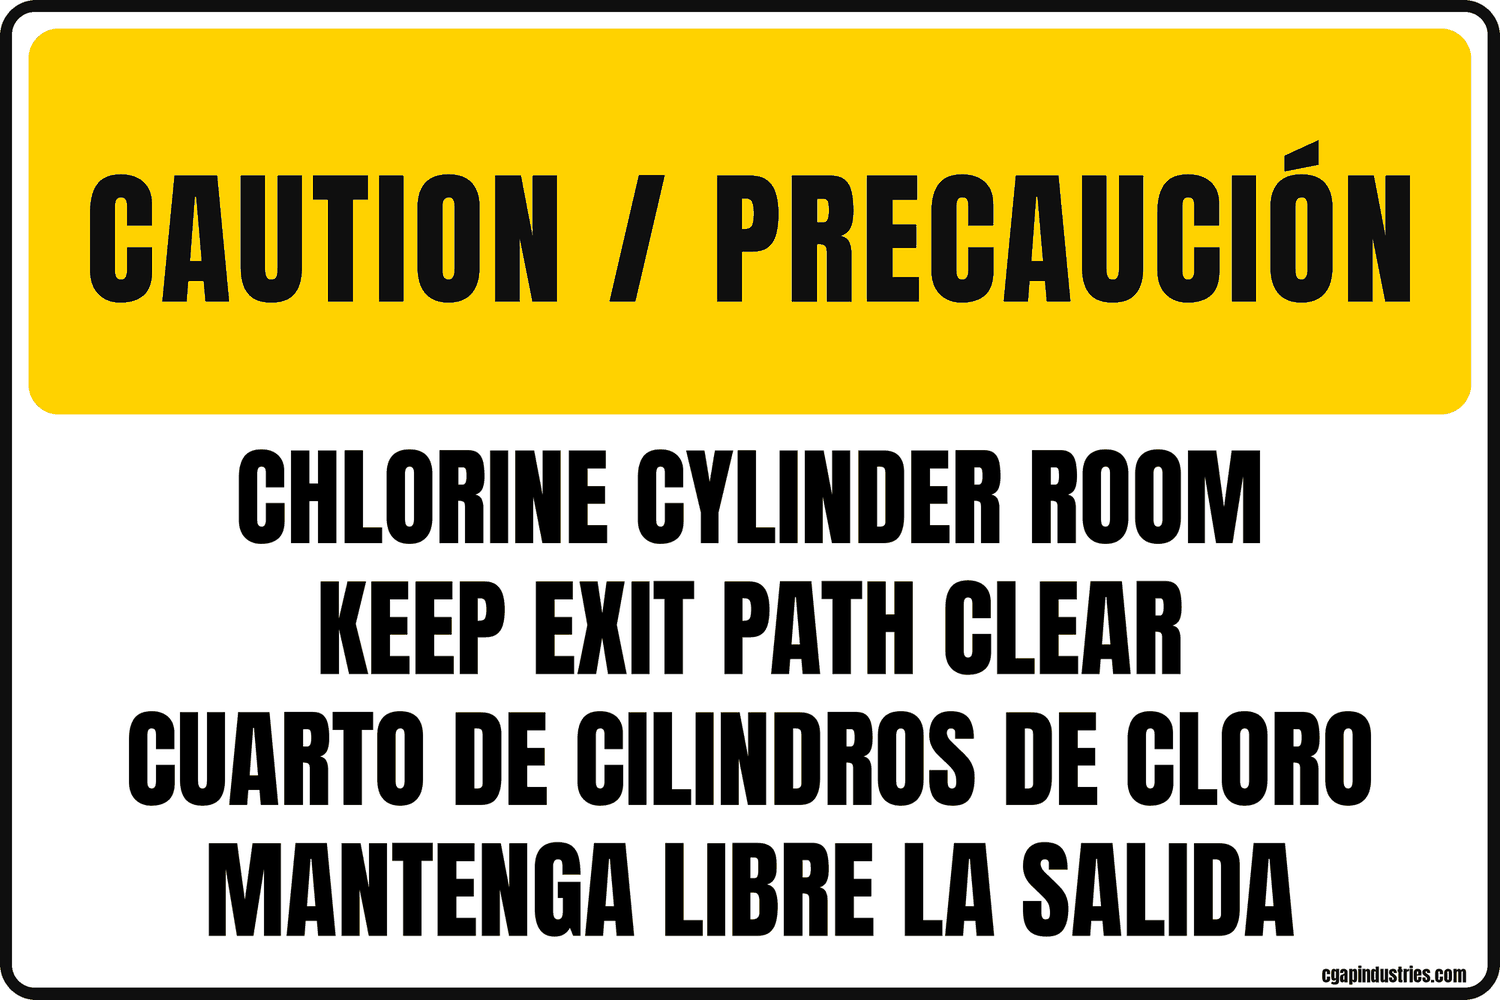 CAUTION / PRECAUCIÓN
CHLORINE CYLINDER ROOM
KEEP EXIT PATH CLEAR
CUARTO DE CILINDROS DE CLORO
MANTENGA LIBRE LA SALIDA
cgapindustries.com